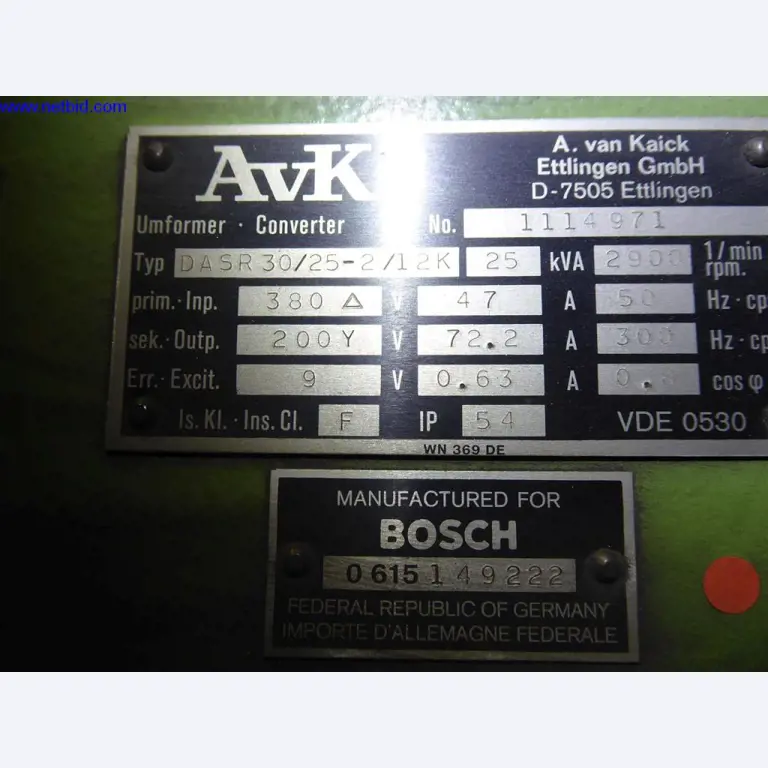 www.netbid.com
AvK
A. van Kaick
Ettlingen GmbH
D-7505 Ettlingen
Umformer · Converter No. 1114971
Typ DASR 30/25-2/12K 25 kVA 2900 1/min rpm.
prim.·Inp. 380 △ V 47 A 50 Hz·cp
sek.·Outp. 200Y V 72.2 A 300 Hz·cp
Err.·Excit. 9 V 0.63 A 0,8 cos φ
Is. Kl.·Ins. Cl. F IP 54 VDE 0530
WN 369 DE
MANUFACTURED FOR
BOSCH
0 615 149222
FEDERAL REPUBLIC OF GERMANY
IMPORTE D'ALLEMAGNE FEDERALE